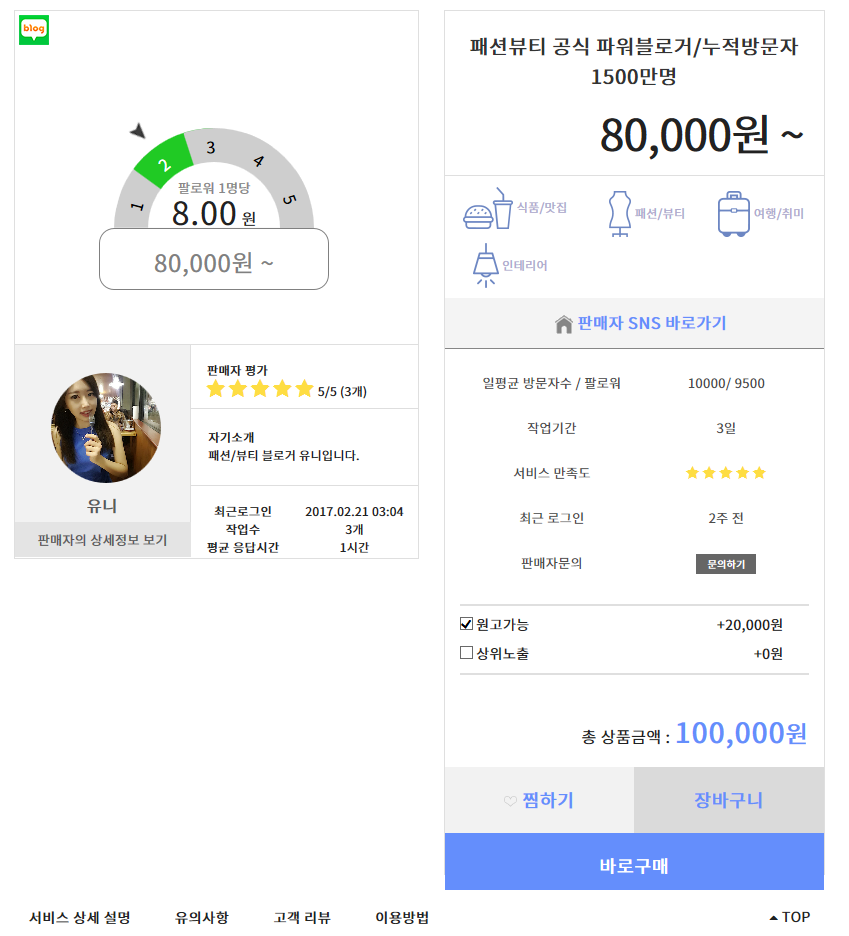 blog
1
2
3
4
5
팔로워 1명당
8.00 원
80,000원 ~
유니
판매자의 상세정보 보기
판매자 평가
5/5 (3개)
자기소개
패션/뷰티 블로거 유니입니다.
최근로그인 2017.02.21 03:04
작업수 3개
평균 응답시간 1시간
패션뷰티 공식 파워블로거/누적방문자
1500만명
80,000원 ~
식품/맛집 패션/뷰티 여행/취미
인테리어
판매자 SNS 바로가기
일평균 방문자수 / 팔로워 10000/ 9500
작업기간 3일
서비스 만족도
최근 로그인 2주 전
판매자문의 문의하기
원고가능 +20,000원
상위노출 +0원
총 상품금액 : 100,000원
♡ 찜하기 장바구니
바로구매
서비스 상세 설명 유의사항 고객 리뷰 이용방법 TOP